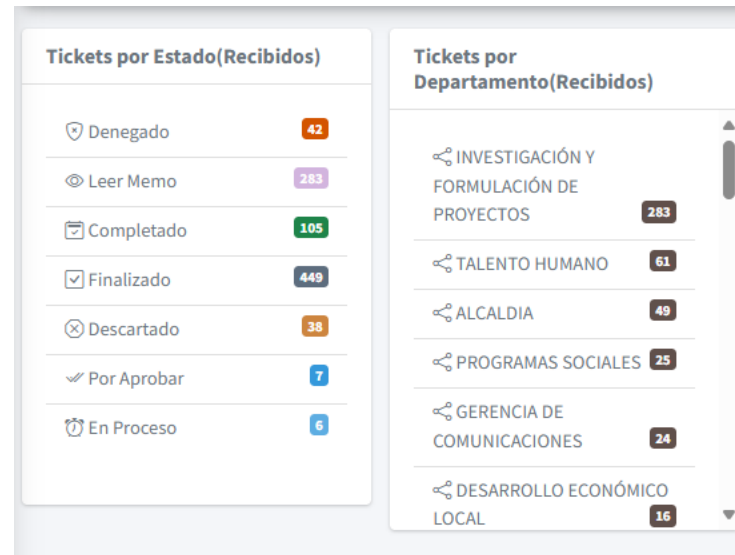 Tickets por Estado(Recibidos)
Denegado 42
Leer Memo 283
Completado 105
Finalizado 449
Descartado 38
Por Aprobar 7
En Proceso 6
Tickets por
Departamento(Recibidos)
INVESTIGACIÓN Y
FORMULACIÓN DE
PROYECTOS 283
TALENTO HUMANO 61
ALCALDIA 49
PROGRAMAS SOCIALES 25
GERENCIA DE
COMUNICACIONES 24
DESARROLLO ECONÓMICO
LOCAL 16